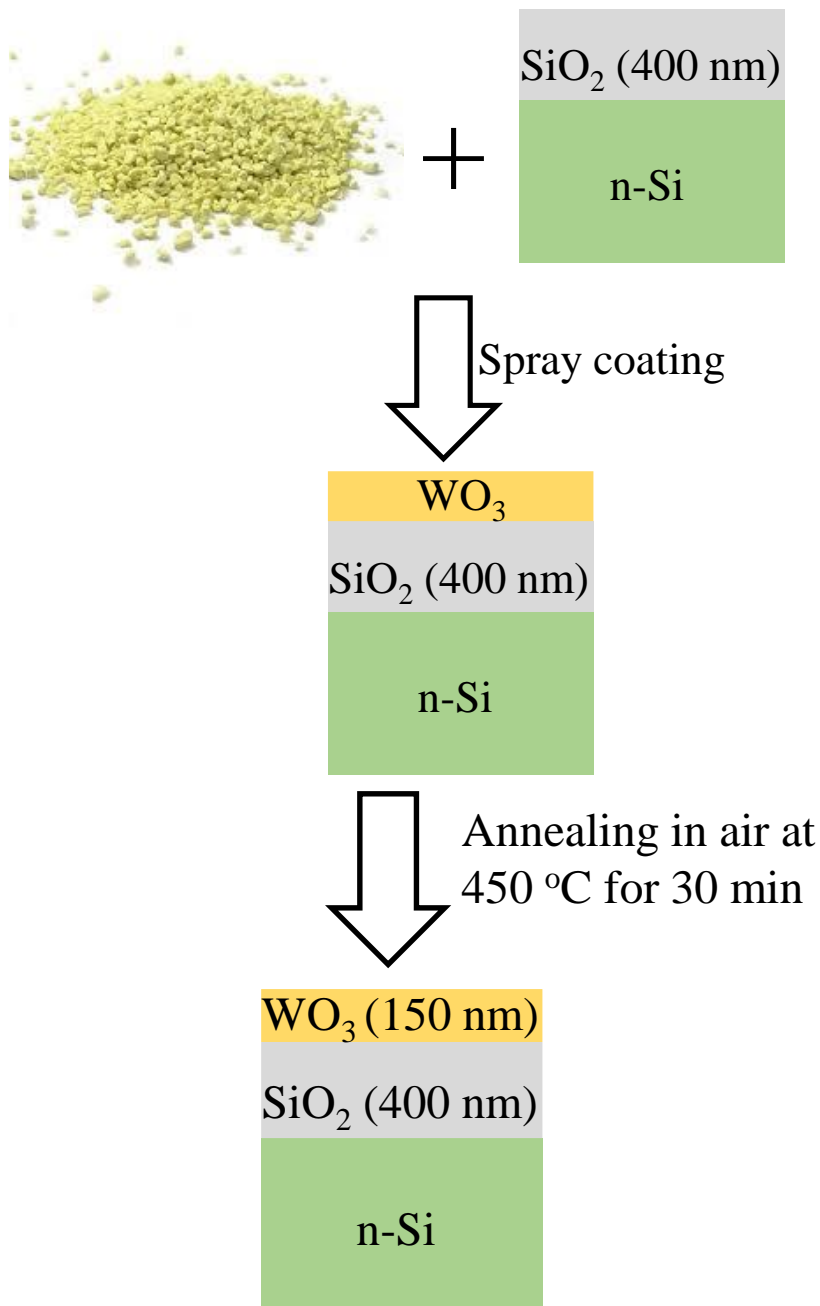 SiO₂ (400 nm)
n-Si
Spray coating
WO₃
SiO₂ (400 nm)
n-Si
Annealing in air at
450 ºC for 30 min
WO₃ (150 nm)
SiO₂ (400 nm)
n-Si